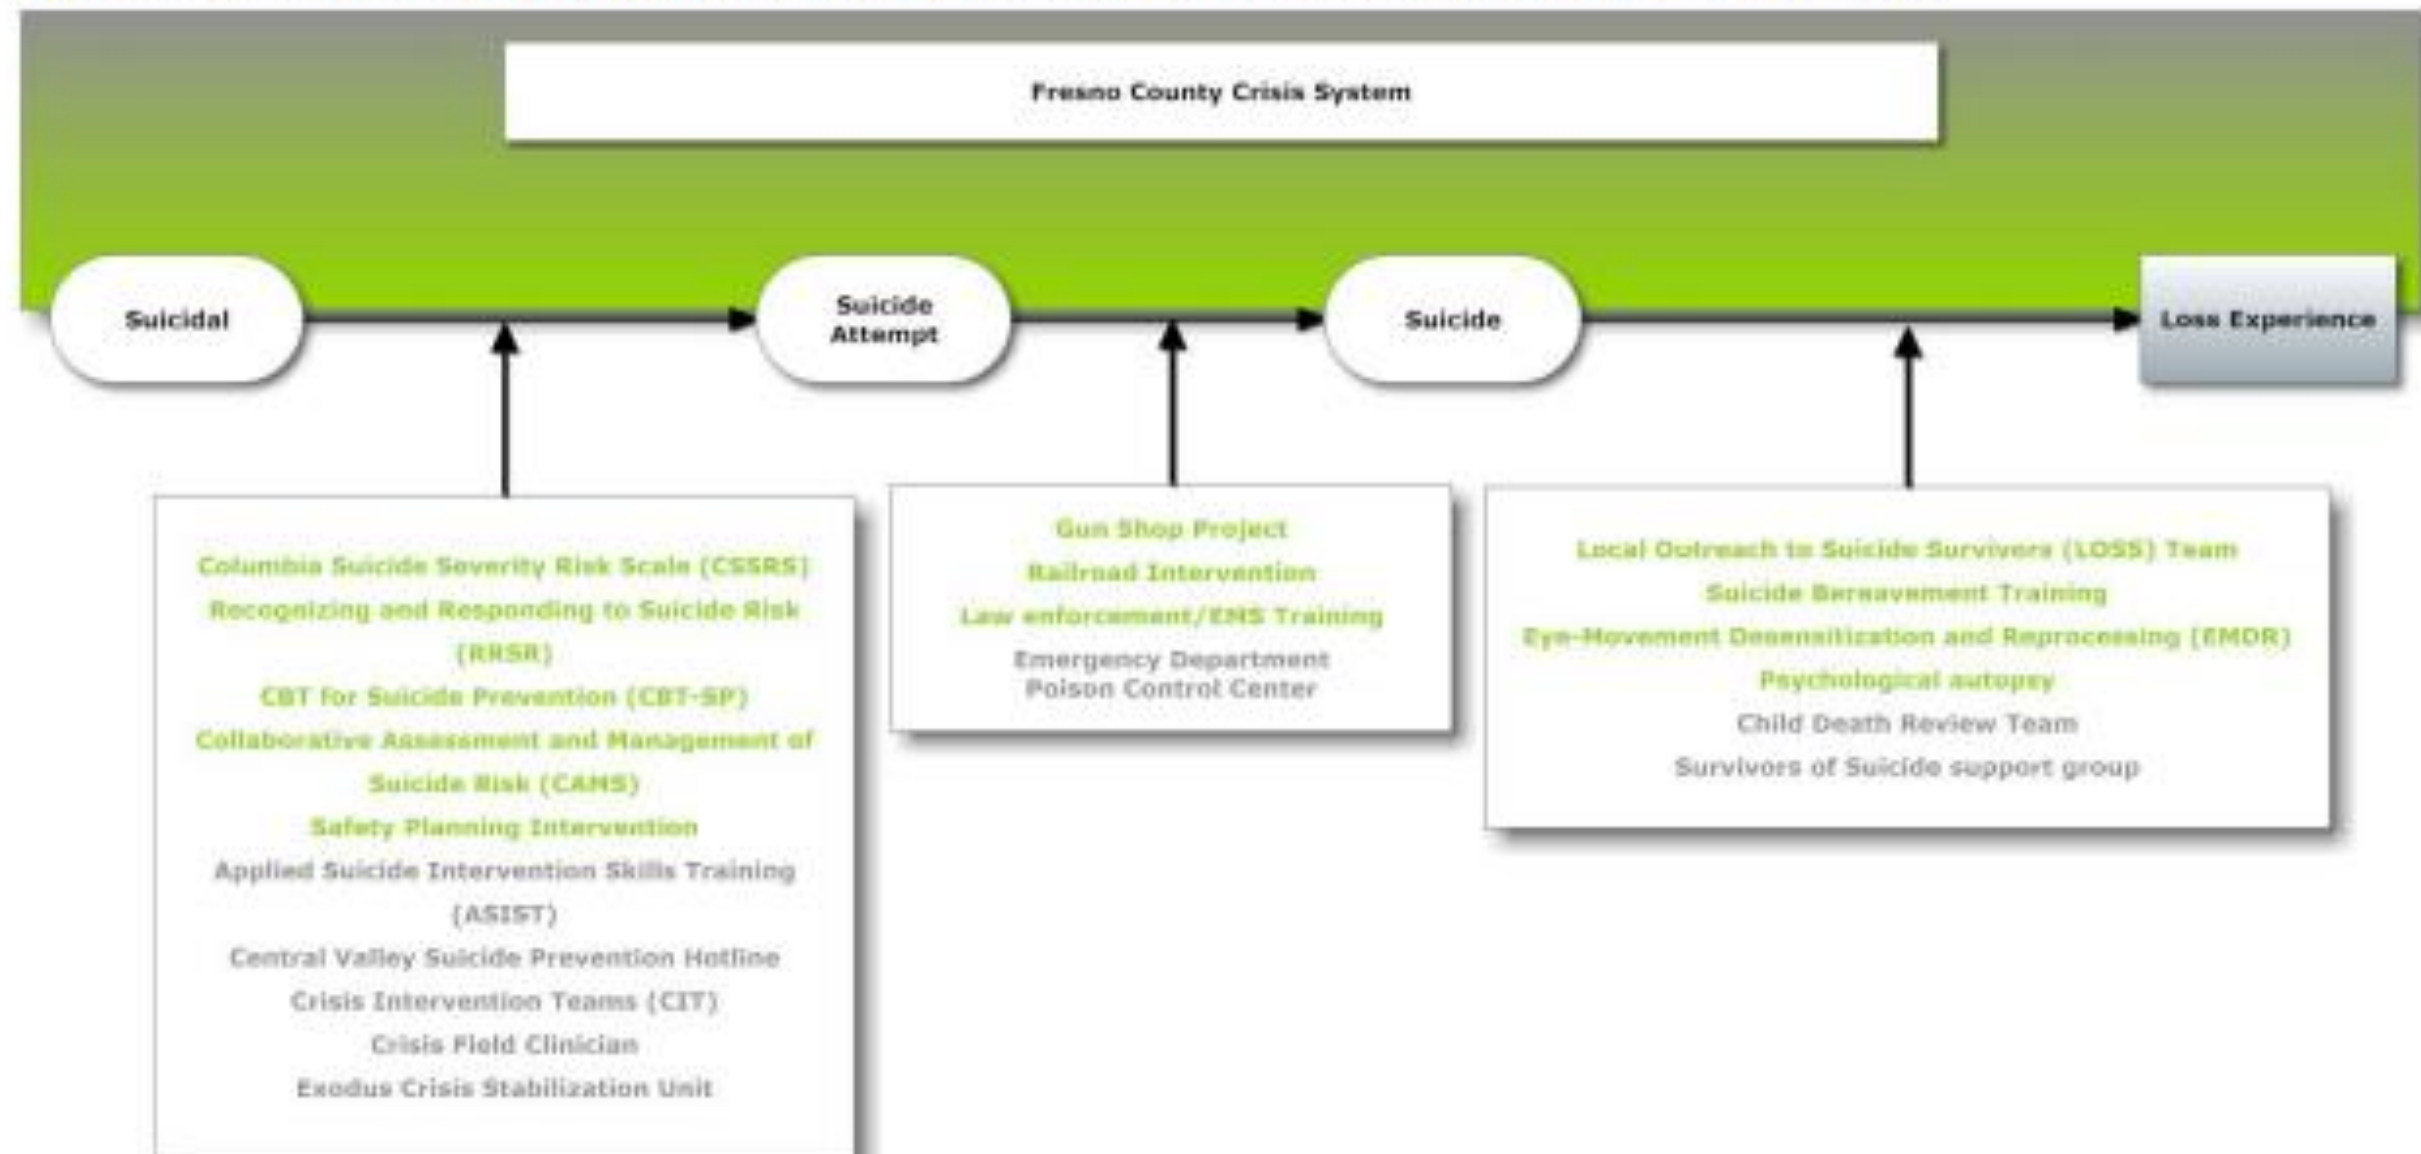 Fresno County Crisis System
Suicidal
Suicide
Attempt
Suicide
Loss Experience
Columbia Suicide Severity Risk Scale (CSSRS)
Recognizing and Responding to Suicide Risk
(RRSR)
CBT for Suicide Prevention (CBT-SP)
Collaborative Assessment and Management of
Suicide Risk (CAMS)
Safety Planning Intervention
Applied Suicide Intervention Skills Training
(ASIST)
Central Valley Suicide Prevention Hotline
Crisis Intervention Teams (CIT)
Crisis Field Clinician
Exodus Crisis Stabilization Unit
Gun Shop Project
Railroad Intervention
Law enforcement/EMS Training
Emergency Department
Poison Control Center
Local Outreach to Suicide Survivors (LOSS) Team
Suicide Bereavement Training
Eye-Movement Desensitization and Reprocessing (EMDR)
Psychological autopsy
Child Death Review Team
Survivors of Suicide support group